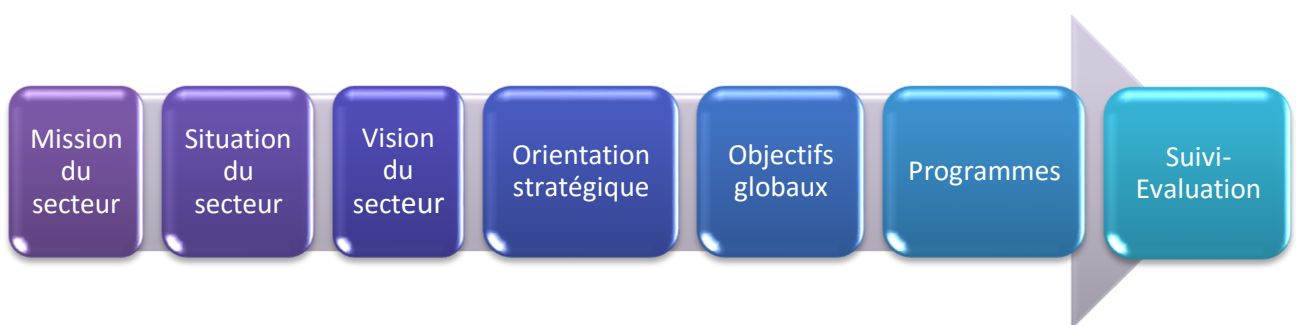 Mission
du
secteur
Situation
du
secteur
Vision
du
secteur
Orientation
stratégique
Objectifs
globaux
Programmes
Suivi-
Evaluation